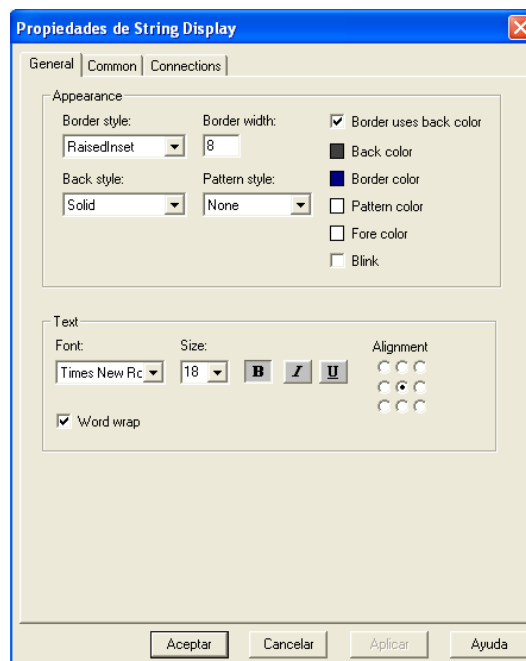 Propiedades de String Display
General Common Connections
Appearance
Border style: Border width:
RaisedInset 8
Border uses back color
Back color
Back style: Pattern style:
Border color
Solid None
Pattern color
Fore color
Blink
Text
Font: Size: Alignment
Times New Rc 18 B I U
Word wrap
Aceptar Cancelar Aplicar Ayuda